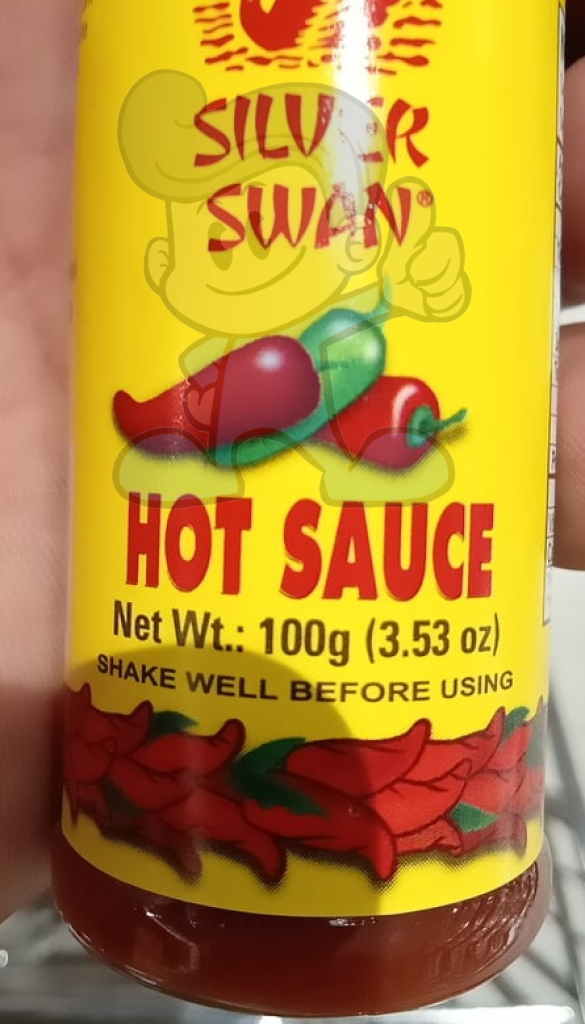 SILVER
SWAN®
HOT SAUCE
Net Wt.: 100g (3.53 oz)
SHAKE WELL BEFORE USING